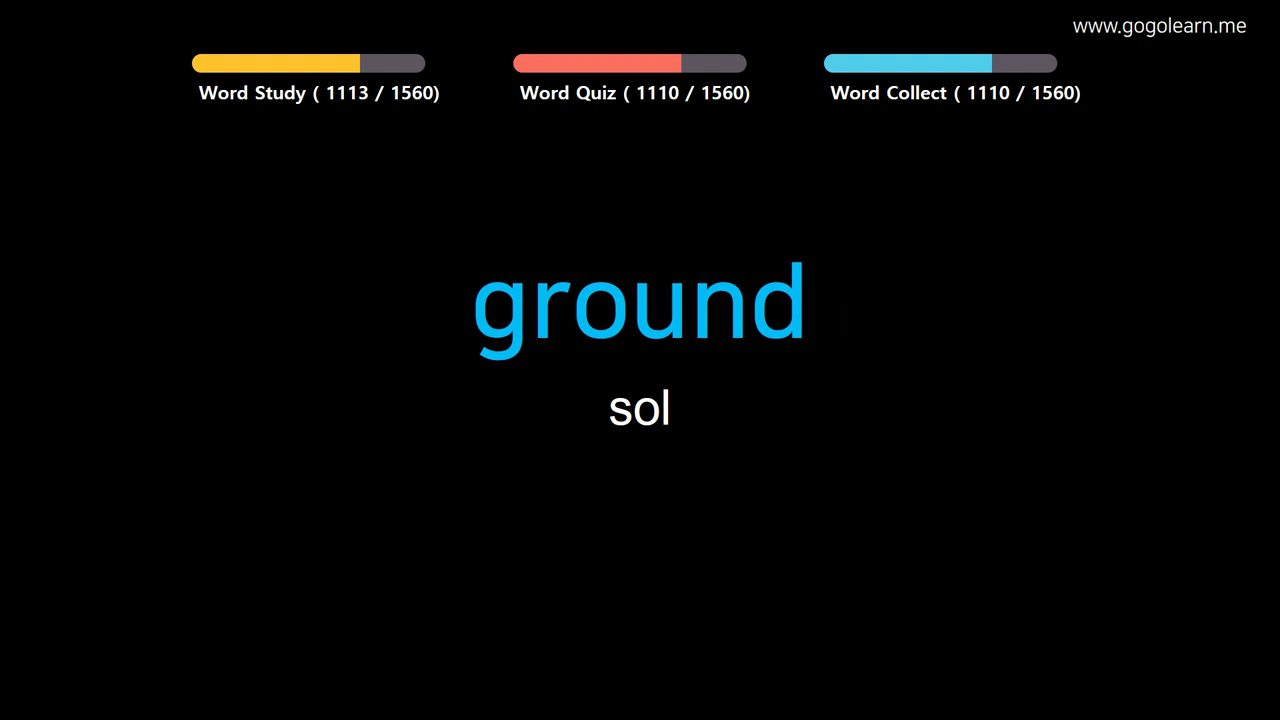 www.gogolearn.me
Word Study ( 1113 / 1560)
Word Quiz ( 1110 / 1560)
Word Collect ( 1110 / 1560)
ground
sol